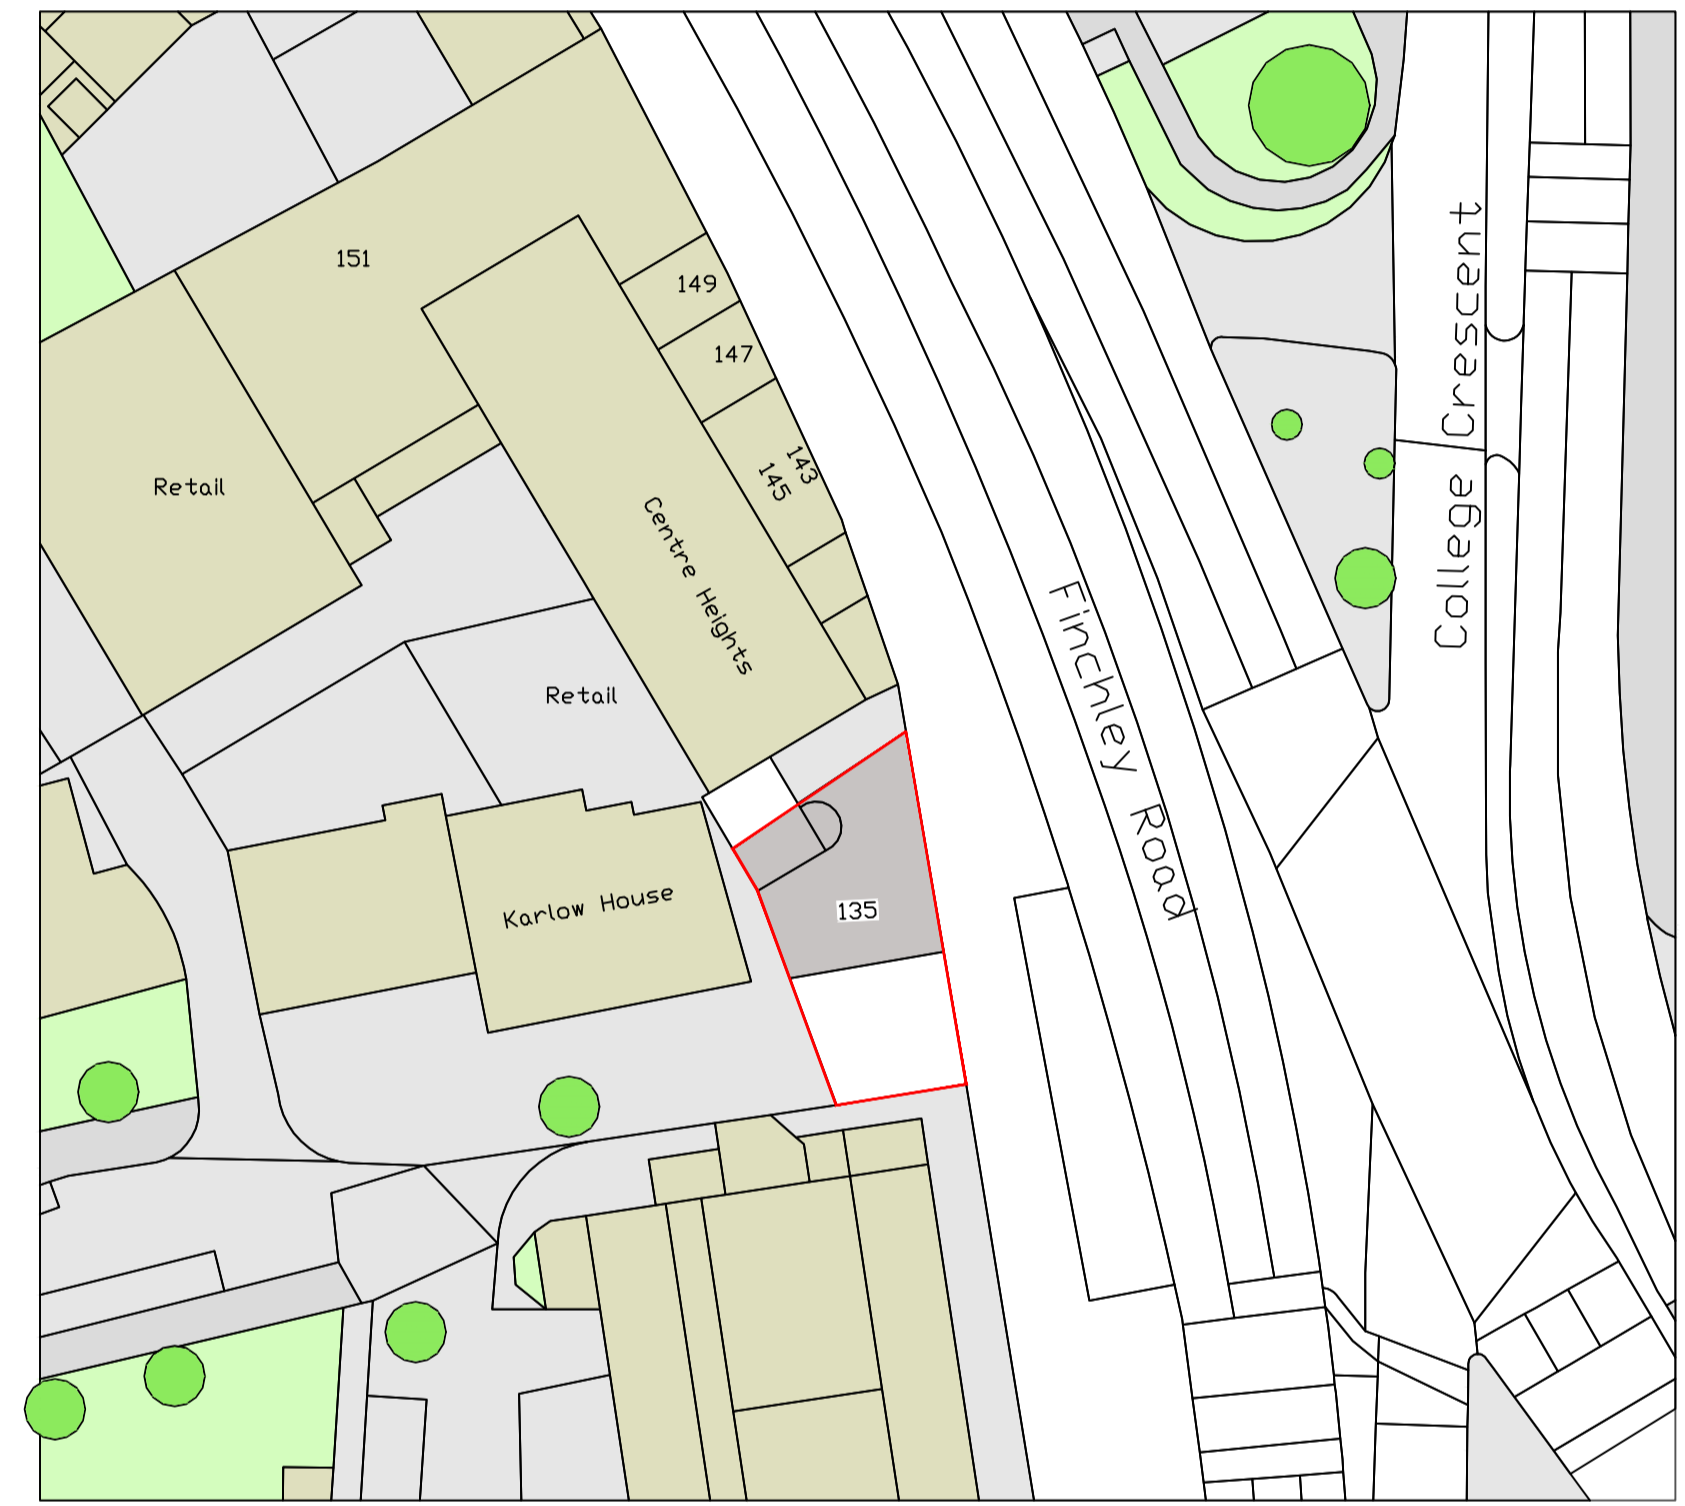 151
149
147
143
145
Retail
Centre Heights
Retail
Karlow House
135
Finchley Road
College Crescent